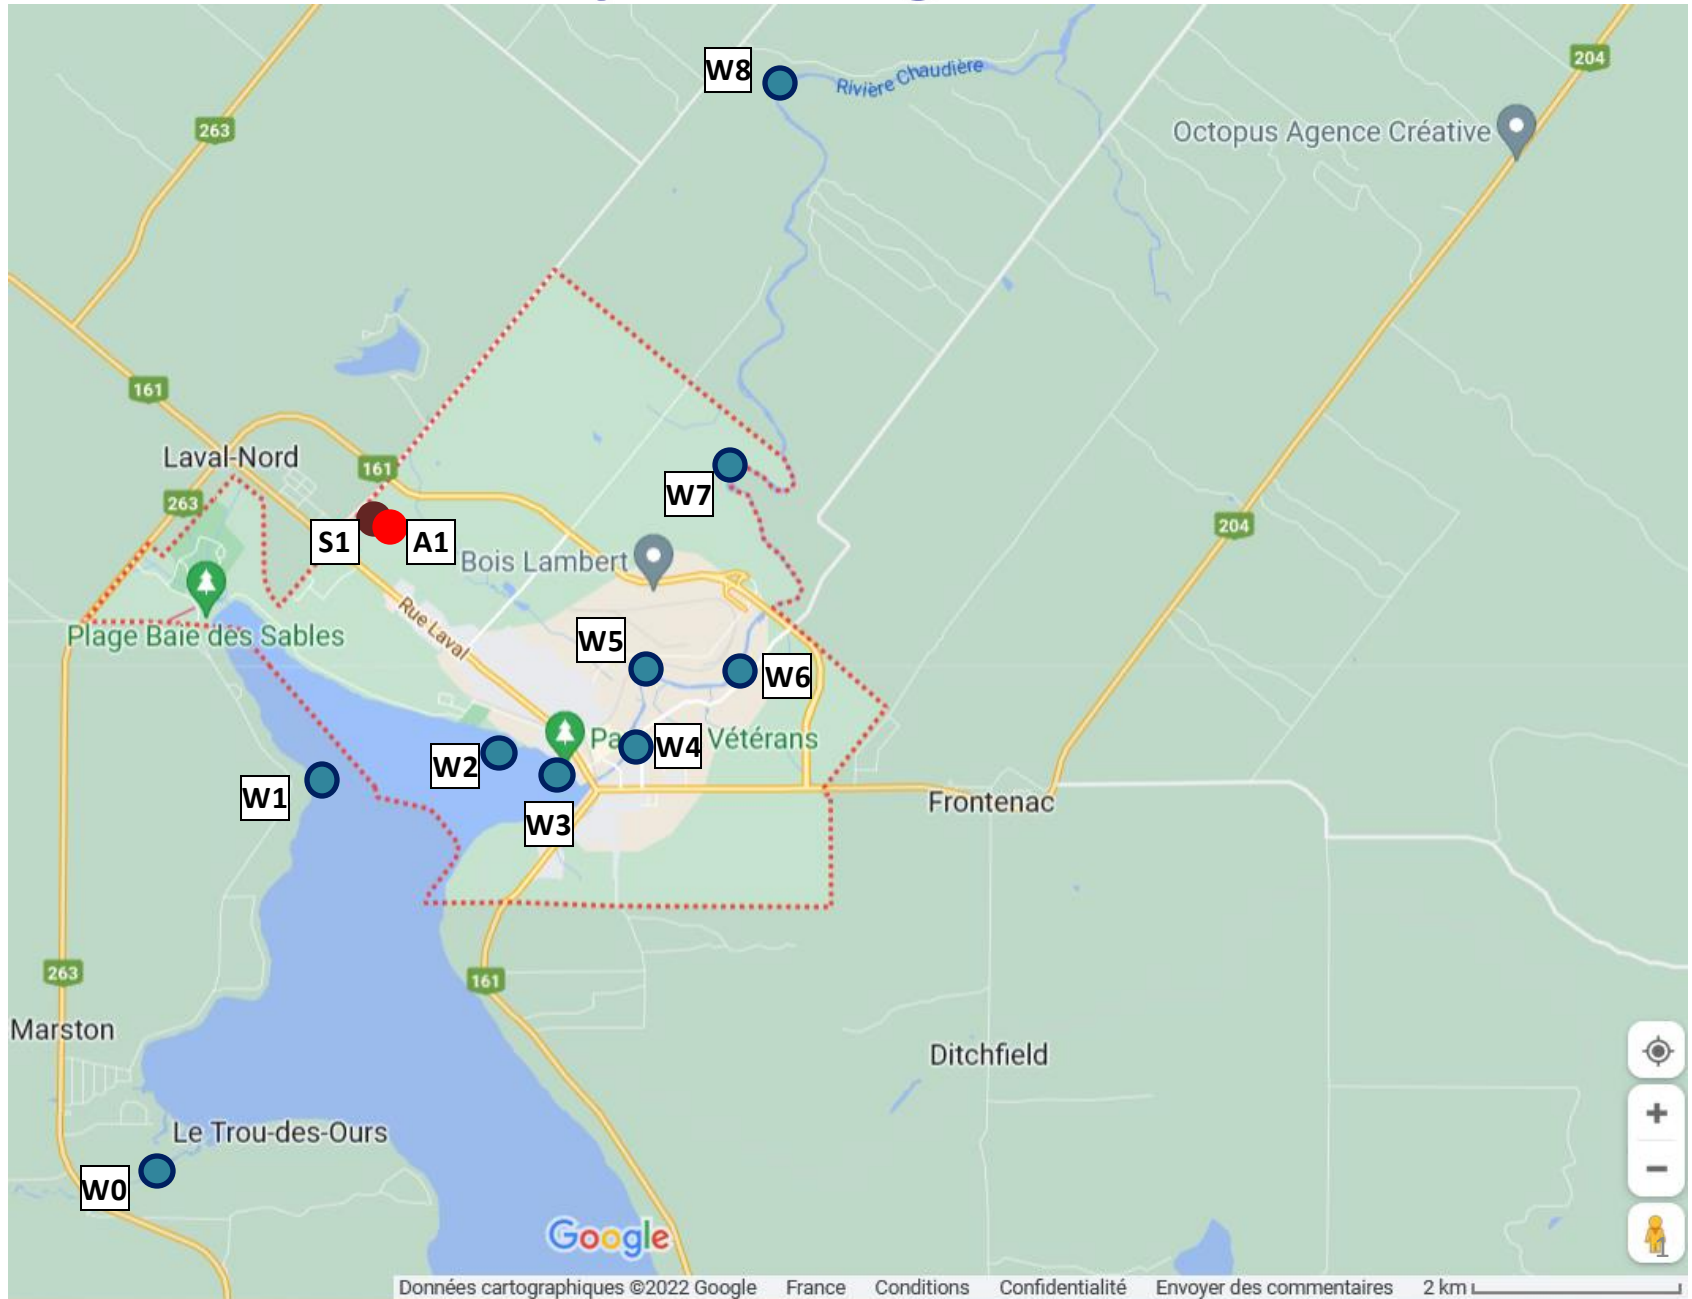 W8
Rivière Chaudière
204
263
Octopus Agence Créative
161
Laval-Nord
161
263
W7
S1
A1
Bois Lambert
204
Rue Laval
Plage Baie des Sables
W5
W6
Pa
W4
Vétérans
W2
W1
W3
Frontenac
263
161
Marston
Ditchfield
Le Trou-des-Ours
W0
Google
1
Données cartographiques ©2022 Google France Conditions Confidentialité Envoyer des commentaires 2 km